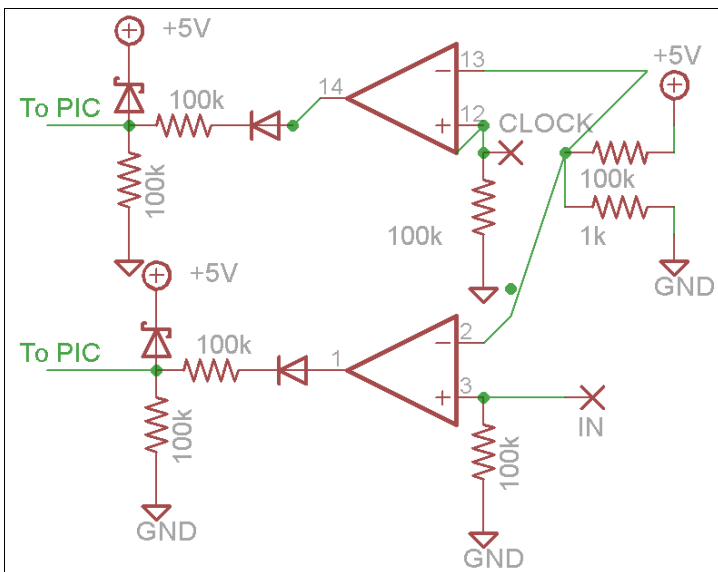 +5V
14
13
+5V
To PIC
100k
12
CLOCK
100k
100k
100k
1k
+5V
GND
To PIC
100k
1
2
3
IN
100k
100k
GND
GND